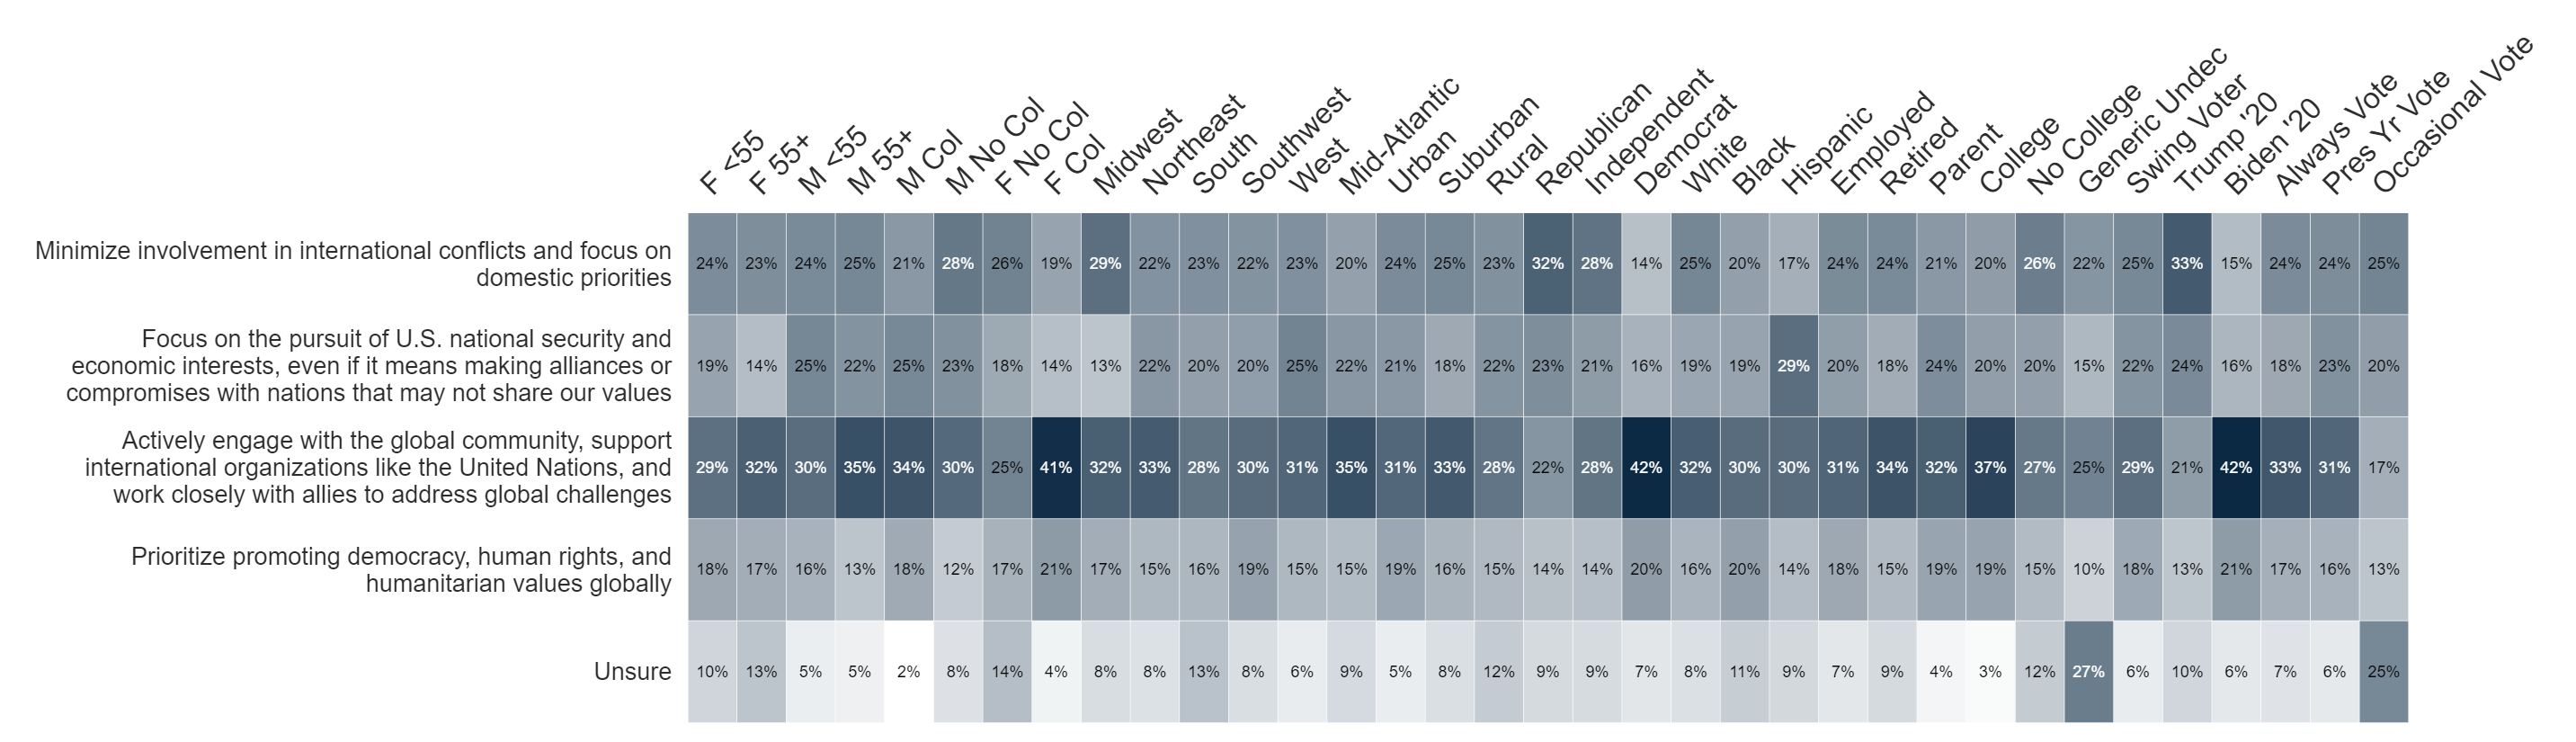 F <55 F 55+ M <55 M 55+ M Col M No Col F No Col F Col Midwest Northeast South Southwest West Mid-Atlantic Urban Suburban Rural Republican Independent Democrat White Black Hispanic Employed Retired Parent College No College Generic Undec Swing Voter Trump '20 Biden '20 Always Vote Pres Yr Vote Occasional Vote
Minimize involvement in international conflicts and focus on
domestic priorities
24% 23% 24% 25% 21% 28% 26% 19% 29% 22% 23% 22% 23% 20% 24% 25% 23% 32% 28% 14% 25% 20% 17% 24% 24% 21% 20% 26% 22% 25% 33% 15% 24% 24% 25%
Focus on the pursuit of U.S. national security and
economic interests, even if it means making alliances or
compromises with nations that may not share our values
19% 14% 25% 22% 25% 23% 18% 14% 13% 22% 20% 20% 25% 22% 21% 18% 22% 23% 21% 16% 19% 19% 29% 20% 18% 24% 20% 20% 15% 22% 24% 16% 18% 23% 20%
Actively engage with the global community, support
international organizations like the United Nations, and
work closely with allies to address global challenges
29% 32% 30% 35% 34% 30% 25% 41% 32% 33% 28% 30% 31% 35% 31% 33% 28% 22% 28% 42% 32% 30% 30% 31% 34% 32% 37% 27% 25% 29% 21% 42% 33% 31% 17%
Prioritize promoting democracy, human rights, and
humanitarian values globally
18% 17% 16% 13% 18% 12% 17% 21% 17% 15% 16% 19% 15% 15% 19% 16% 15% 14% 14% 20% 16% 20% 14% 18% 15% 19% 19% 15% 10% 18% 13% 21% 17% 16% 13%
Unsure
10% 13% 5% 5% 2% 8% 14% 4% 8% 8% 13% 8% 6% 9% 5% 8% 12% 9% 9% 7% 8% 11% 9% 7% 9% 4% 3% 12% 27% 6% 10% 6% 7% 6% 25%